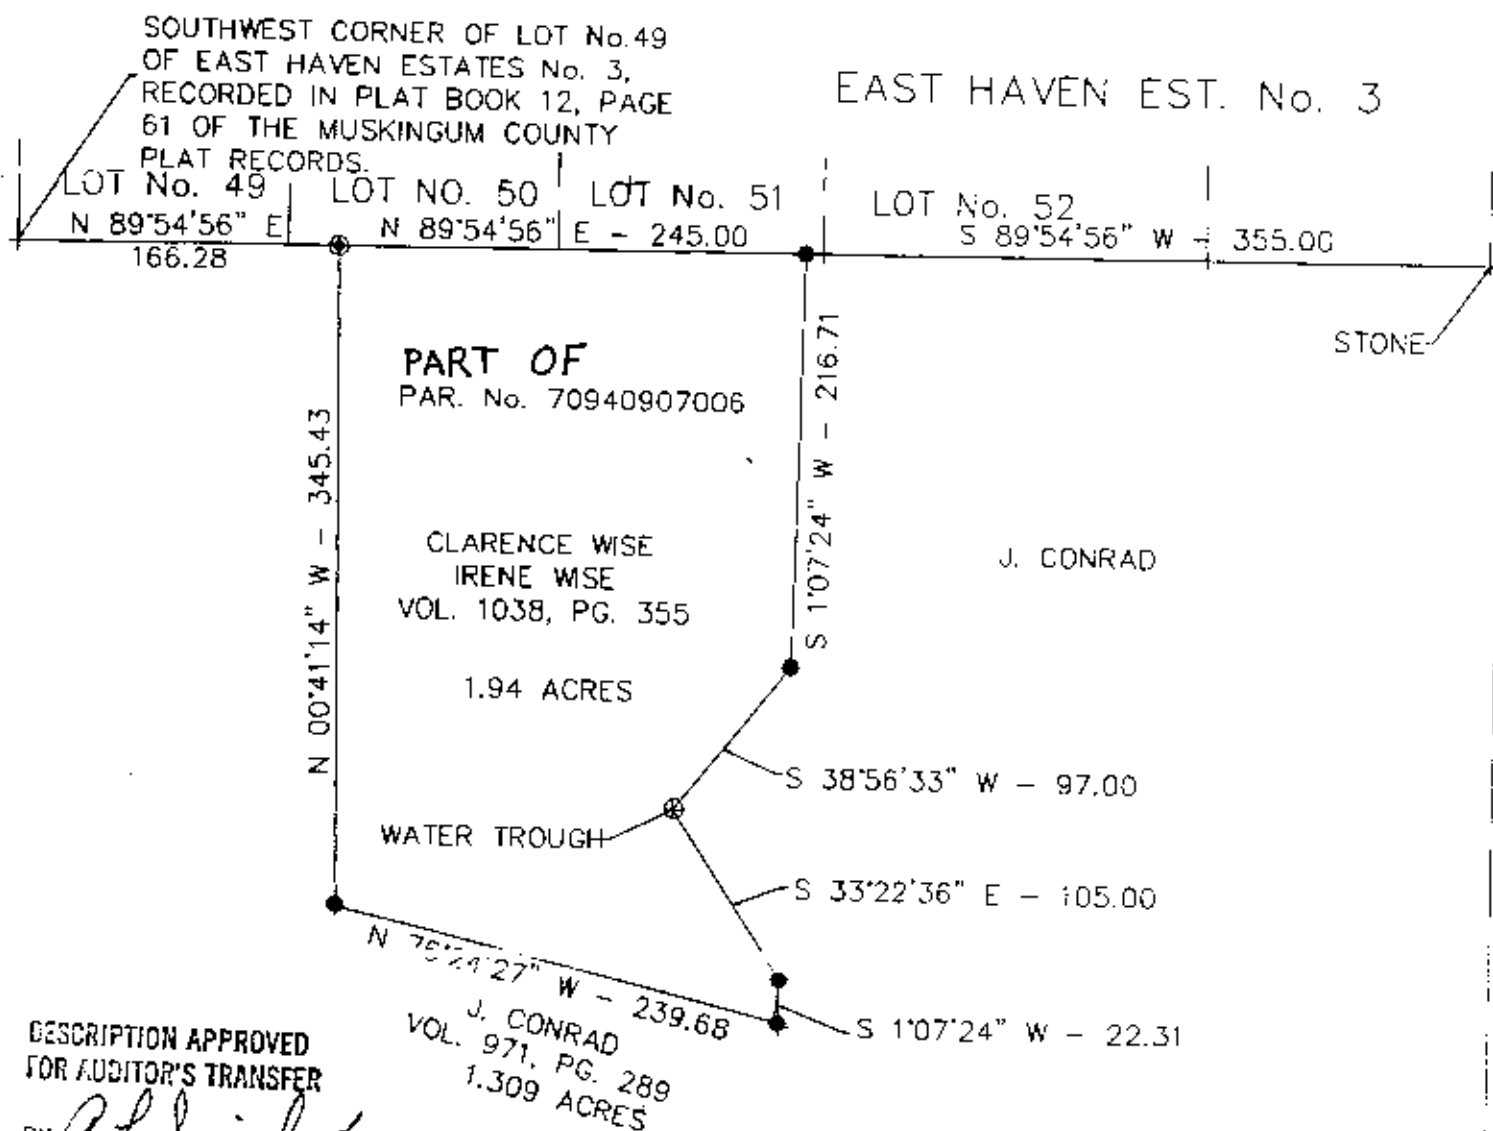 SOUTHWEST CORNER OF LOT No.49
OF EAST HAVEN ESTATES No. 3,
RECORDED IN PLAT BOOK 12, PAGE
61 OF THE MUSKINGUM COUNTY
PLAT RECORDS.
EAST HAVEN EST. No. 3
LOT No. 49
LOT NO. 50
LOT No. 51
LOT No. 52
N 89°54'56" E
166.28
N 89°54'56" E - 245.00
S 89°54'56" W - 355.00
STONE
PART OF
PAR. No. 70940907006
N 00°41'14" W - 345.43
S 1°07'24" W - 216.71
CLARENCE WISE
IRENE WISE
VOL. 1038, PG. 355
1.94 ACRES
J. CONRAD
S 38°56'33" W - 97.00
WATER TROUGH
S 33°22'36" E - 105.00
N W - 239.68
S 1°07'24" W - 22.31
J. CONRAD
VOL. 971, PG. 289
1.309 ACRES
DESCRIPTION APPROVED
FOR AUDITOR'S TRANSFER